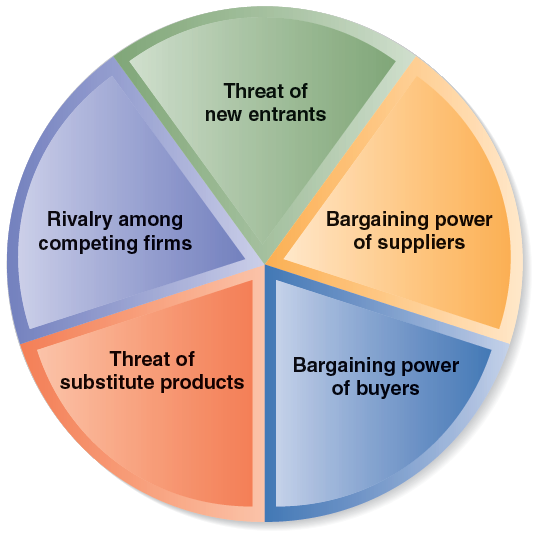 Threat of
new entrants
Bargaining power
of suppliers
Bargaining power
of buyers
Threat of
substitute products
Rivalry among
competing firms